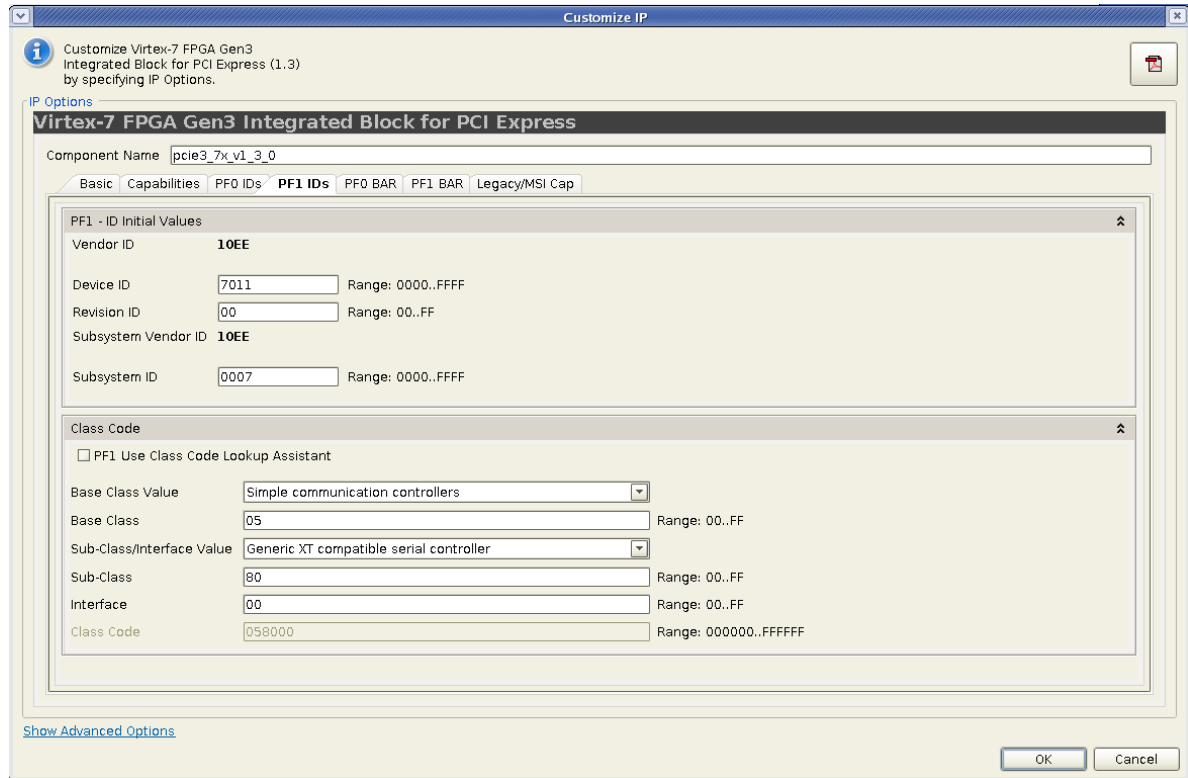 Customize IP
Customize Virtex-7 FPGA Gen3
Integrated Block for PCI Express (1.3)
by specifying IP Options.
IP Options
Virtex-7 FPGA Gen3 Integrated Block for PCI Express
Component Name pcie3_7x_v1_3_0
Basic Capabilities PF0 IDs PF1 IDs PF0 BAR PF1 BAR Legacy/MSI Cap
PF1 - ID Initial Values
Vendor ID 10EE
Device ID 7011 Range: 0000..FFFF
Revision ID 00 Range: 00..FF
Subsystem Vendor ID 10EE
Subsystem ID 0007 Range: 0000..FFFF
Class Code
PF1 Use Class Code Lookup Assistant
Base Class Value Simple communication controllers
Base Class 05 Range: 00..FF
Sub-Class/Interface Value Generic XT compatible serial controller
Sub-Class 80 Range: 00..FF
Interface 00 Range: 00..FF
Class Code 058000 Range: 000000..FFFFFF
Show Advanced Options
OK Cancel